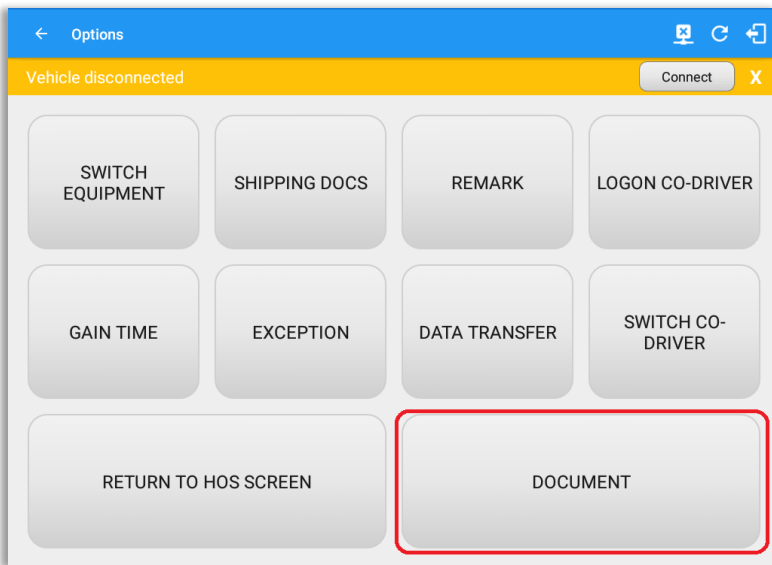 Options
Vehicle disconnected
Connect
X
SWITCH
EQUIPMENT
SHIPPING DOCS
REMARK
LOGON CO-DRIVER
GAIN TIME
EXCEPTION
DATA TRANSFER
SWITCH CO-
DRIVER
RETURN TO HOS SCREEN
DOCUMENT